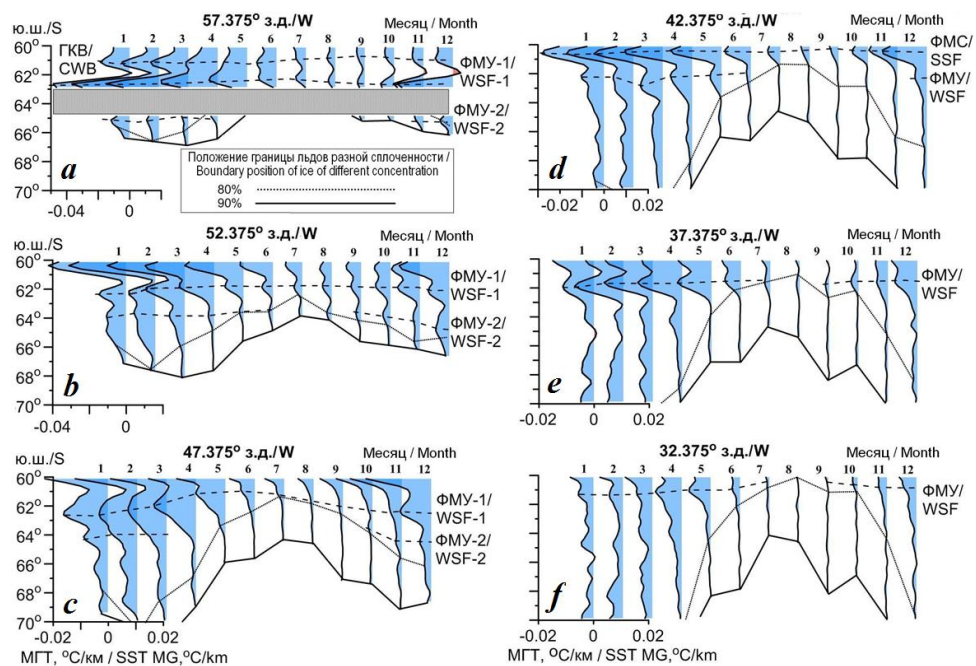 57.375° з.д./W
Месяц / Month
ю.ш./S
1 2 3 4 5 6 7 8 9 10 11 12
60°
62°
64°
66°
68°
70°
ГКВ/
CWB
ФМУ-1/
WSF-1
ФМУ-2/
WSF-2
a
Положение границы льдов разной сплоченности /
Boundary position of ice of different concentration
80%
90%
-0.04 0
52.375° з.д./W
Месяц / Month
ю.ш./S
1 2 3 4 5 6 7 8 9 10 11 12
60°
62°
64°
66°
68°
70°
ФМУ-1/
WSF-1
ФМУ-2/
WSF-2
b
-0.04 0
47.375° з.д./W
Месяц / Month
ю.ш./S
1 2 3 4 5 6 7 8 9 10 11 12
60°
62°
64°
66°
68°
70°
ФМУ-1/
WSF-1
ФМУ-2/
WSF-2
c
-0.02 0 0.02
МГТ, °С/км / SST MG,°C/km
42.375° з.д./W
Месяц / Month
1 2 3 4 5 6 7 8 9 10 11 12
ФМС/
SSF
ФМУ/
WSF
d
-0.02 0 0.02
37.375° з.д./W
Месяц / Month
1 2 3 4 5 6 7 8 9 10 11 12
ФМУ/
WSF
e
-0.02 0 0.02
32.375° з.д./W
Месяц / Month
1 2 3 4 5 6 7 8 9 10 11 12
ФМУ/
WSF
f
-0.02 0 0.02
МГТ, °С/км / SST MG,°C/km